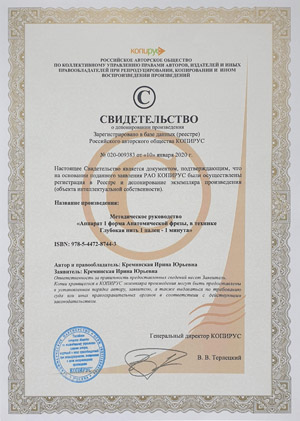 копирус
РОССИЙСКОЕ АВТОРСКОЕ ОБЩЕСТВО
ПО КОЛЛЕКТИВНОМУ УПРАВЛЕНИЮ ПРАВАМИ АВТОРОВ, ИЗДАТЕЛЕЙ И ИНЫХ
ПРАВООБЛАДАТЕЛЕЙ ПРИ РЕПРОДУЦИРОВАНИИ, КОПИРОВАНИИ И ИНОМ
ВОСПРОИЗВЕДЕНИИ ПРОИЗВЕДЕНИЙ
©
СВИДЕТЕЛЬСТВО
о депонировании произведения
Зарегистрировано в базе данных (реестре)
Российского авторского общества КОПИРУС
№ 020-009383 от января 2020 г.
Настоящее Свидетельство является документом, подтверждающим, что
на основании поданного заявления РАО КОПИРУС были осуществлены
регистрация в Реестре и депонирование экземпляра произведения
(объекта интеллектуальной собственности).
Название произведения:
Методическое руководство
«Аппарат 1 форма Анатомической фрезы, в технике
Глубокая нить 1 палец - 1 минута»
ISBN: 978-5-4472-8744-3
Автор и правообладатель: Кремнинская Ирина Юрьевна
Заявитель: Кремнинская Ирина Юрьевна
Ответственность за правильность предоставленных сведений несет Заявитель.
Копия хранящегося в КОПИРУС экземпляра произведения могут быть предоставлены
в установленном порядке автору, заявителю, а также выдаваться по требованию
суда или иных правоохранительных органов в соответствии с действующим
законодательством.
Генеральный директор КОПИРУС
В. В. Терлецкий